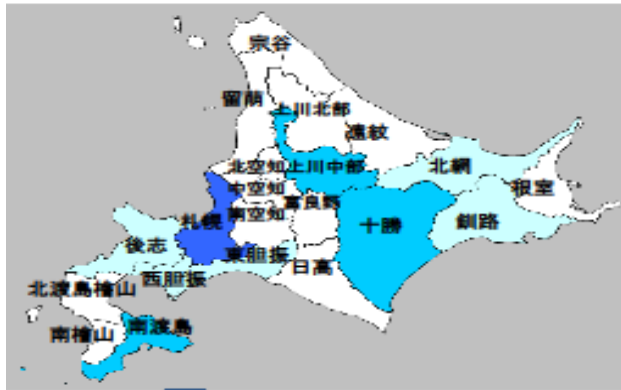 宗谷
留萌
上川北部
遠紋
北空知
上川中部
北網
中空知
根室
富良野
札幌
南空知
十勝
釧路
後志
東胆振
日高
西胆振
北渡島檜山
南檜山
南渡島